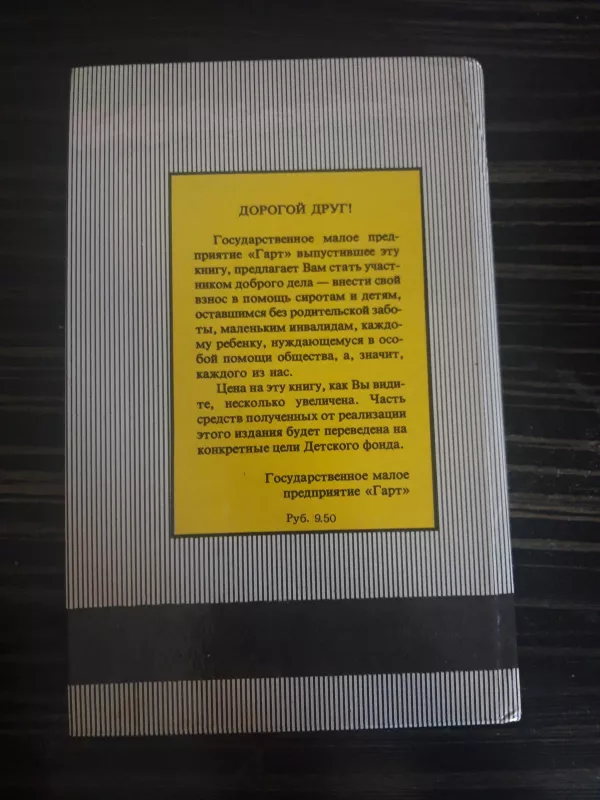 ДОРОГОЙ ДРУГ!
Государственное малое пред-
приятие «Гарт» выпустившее эту
книгу, предлагает Вам стать участ-
ником доброго дела — внести свой
взнос в помощь сиротам и детям,
оставшимся без родительской забо-
ты, маленьким инвалидам, каждо-
му ребенку, нуждающемуся в осо-
бой помощи общества, а, значит,
каждого из нас.
Цена на эту книгу, как Вы види-
те, несколько увеличена. Часть
средств полученных от реализации
этого издания будет переведена на
конкретные цели Детского фонда.
Государственное малое
предприятие «Гарт»
Руб. 9.50